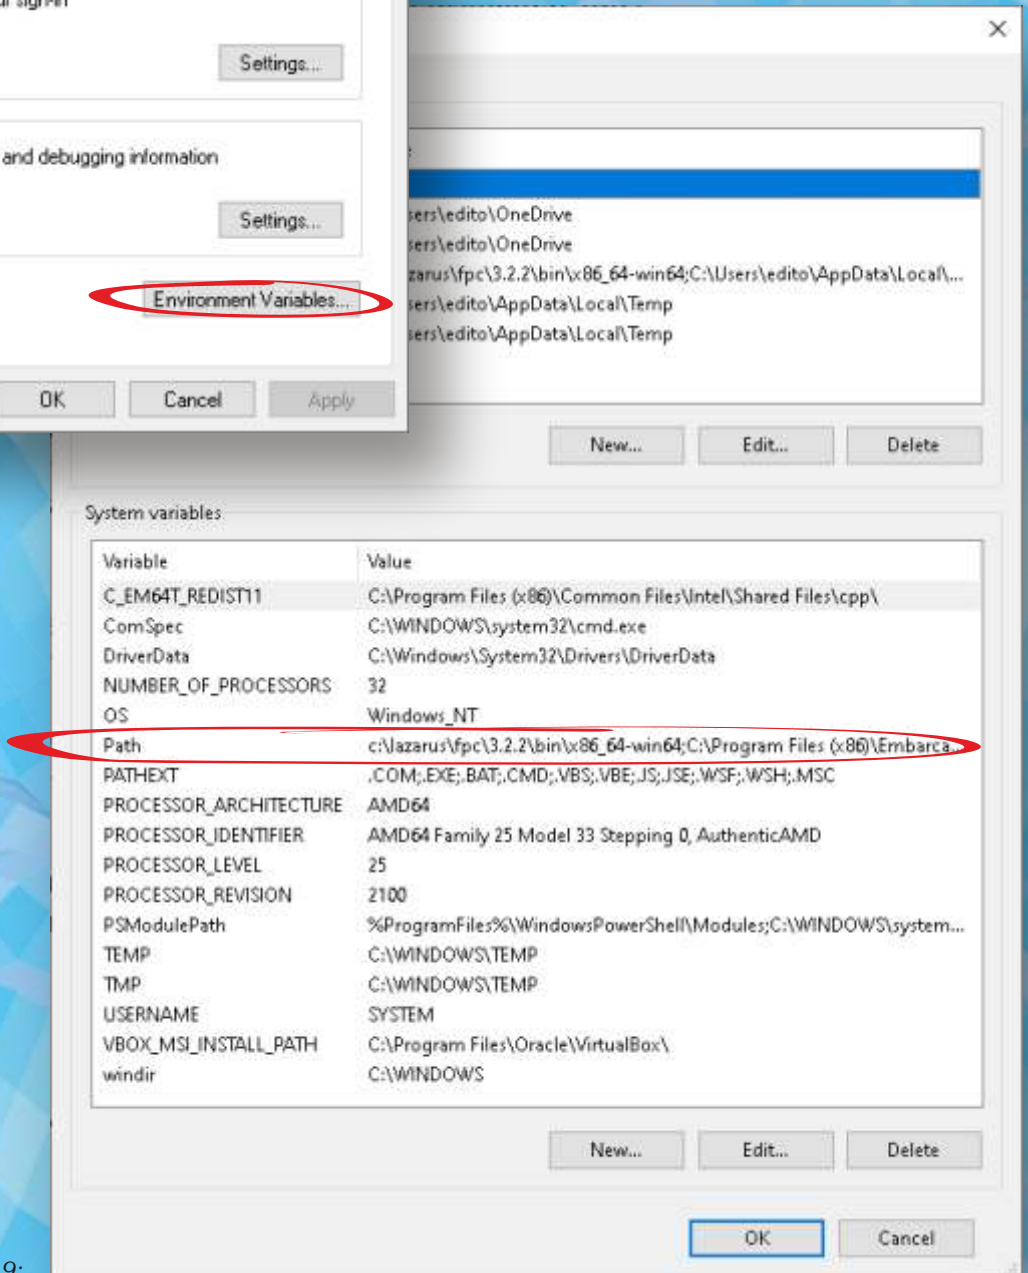 sign-in
Settings...
and debugging information
Settings...
Environment Variables...
OK Cancel Apply
sers\edito\OneDrive
sers\edito\OneDrive
zarus\fpc\3.2.2\bin\x86_64-win64;C:\Users\edito\AppData\Local\...
sers\edito\AppData\Local\Temp
sers\edito\AppData\Local\Temp
New... Edit... Delete
System variables
Variable Value
C_EM64T_REDIST11 C:\Program Files (x86)\Common Files\Intel\Shared Files\cpp\
ComSpec C:\WINDOWS\system32\cmd.exe
DriverData C:\Windows\System32\Drivers\DriverData
NUMBER_OF_PROCESSORS 32
OS Windows_NT
Path c:\lazarus\fpc\3.2.2\bin\x86_64-win64;C:\Program Files (x86)\Embarca...
PATHEXT .COM;.EXE;.BAT;.CMD;.VBS;.VBE;.JS;.JSE;.WSF;.WSH;.MSC
PROCESSOR_ARCHITECTURE AMD64
PROCESSOR_IDENTIFIER AMD64 Family 25 Model 33 Stepping 0, AuthenticAMD
PROCESSOR_LEVEL 25
PROCESSOR_REVISION 2100
PSModulePath %ProgramFiles%\WindowsPowerShell\Modules;C:\WINDOWS\system...
TEMP C:\WINDOWS\TEMP
TMP C:\WINDOWS\TEMP
USERNAME SYSTEM
VBOX_MSI_INSTALL_PATH C:\Program Files\Oracle\VirtualBox\
windir C:\WINDOWS
New... Edit... Delete
OK Cancel
9: